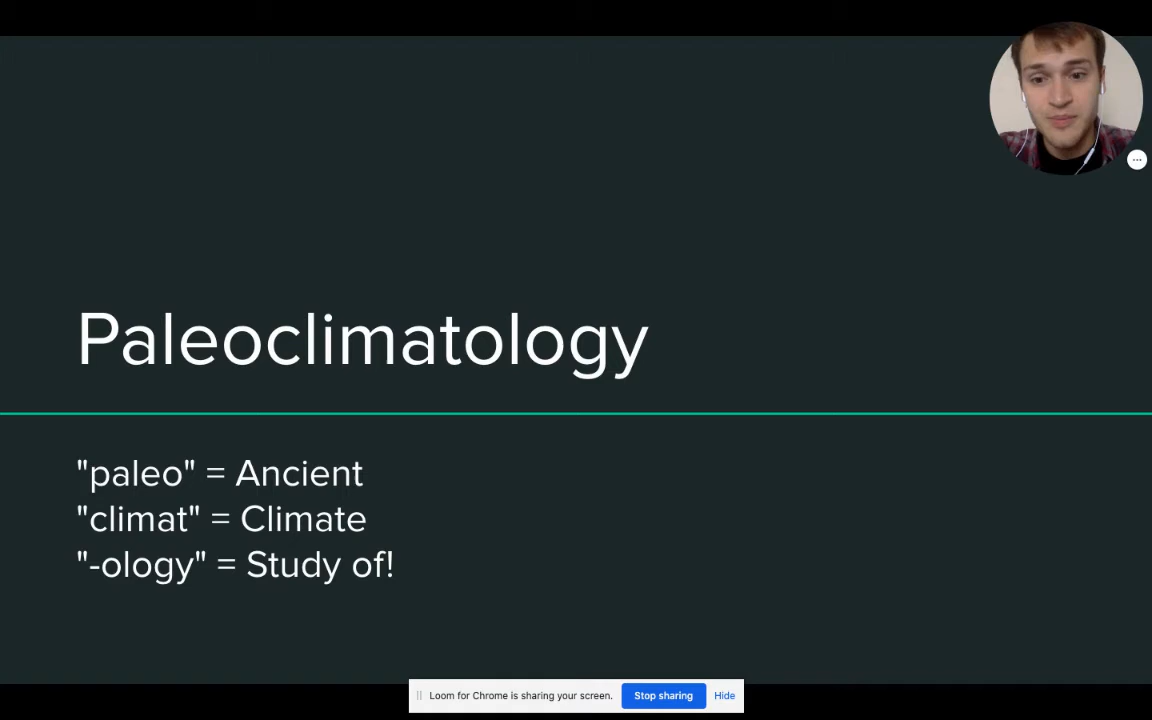 Paleoclimatology
"paleo" = Ancient
"climat" = Climate
"-ology" = Study of!
Loom for Chrome is sharing your screen. Stop sharing Hide